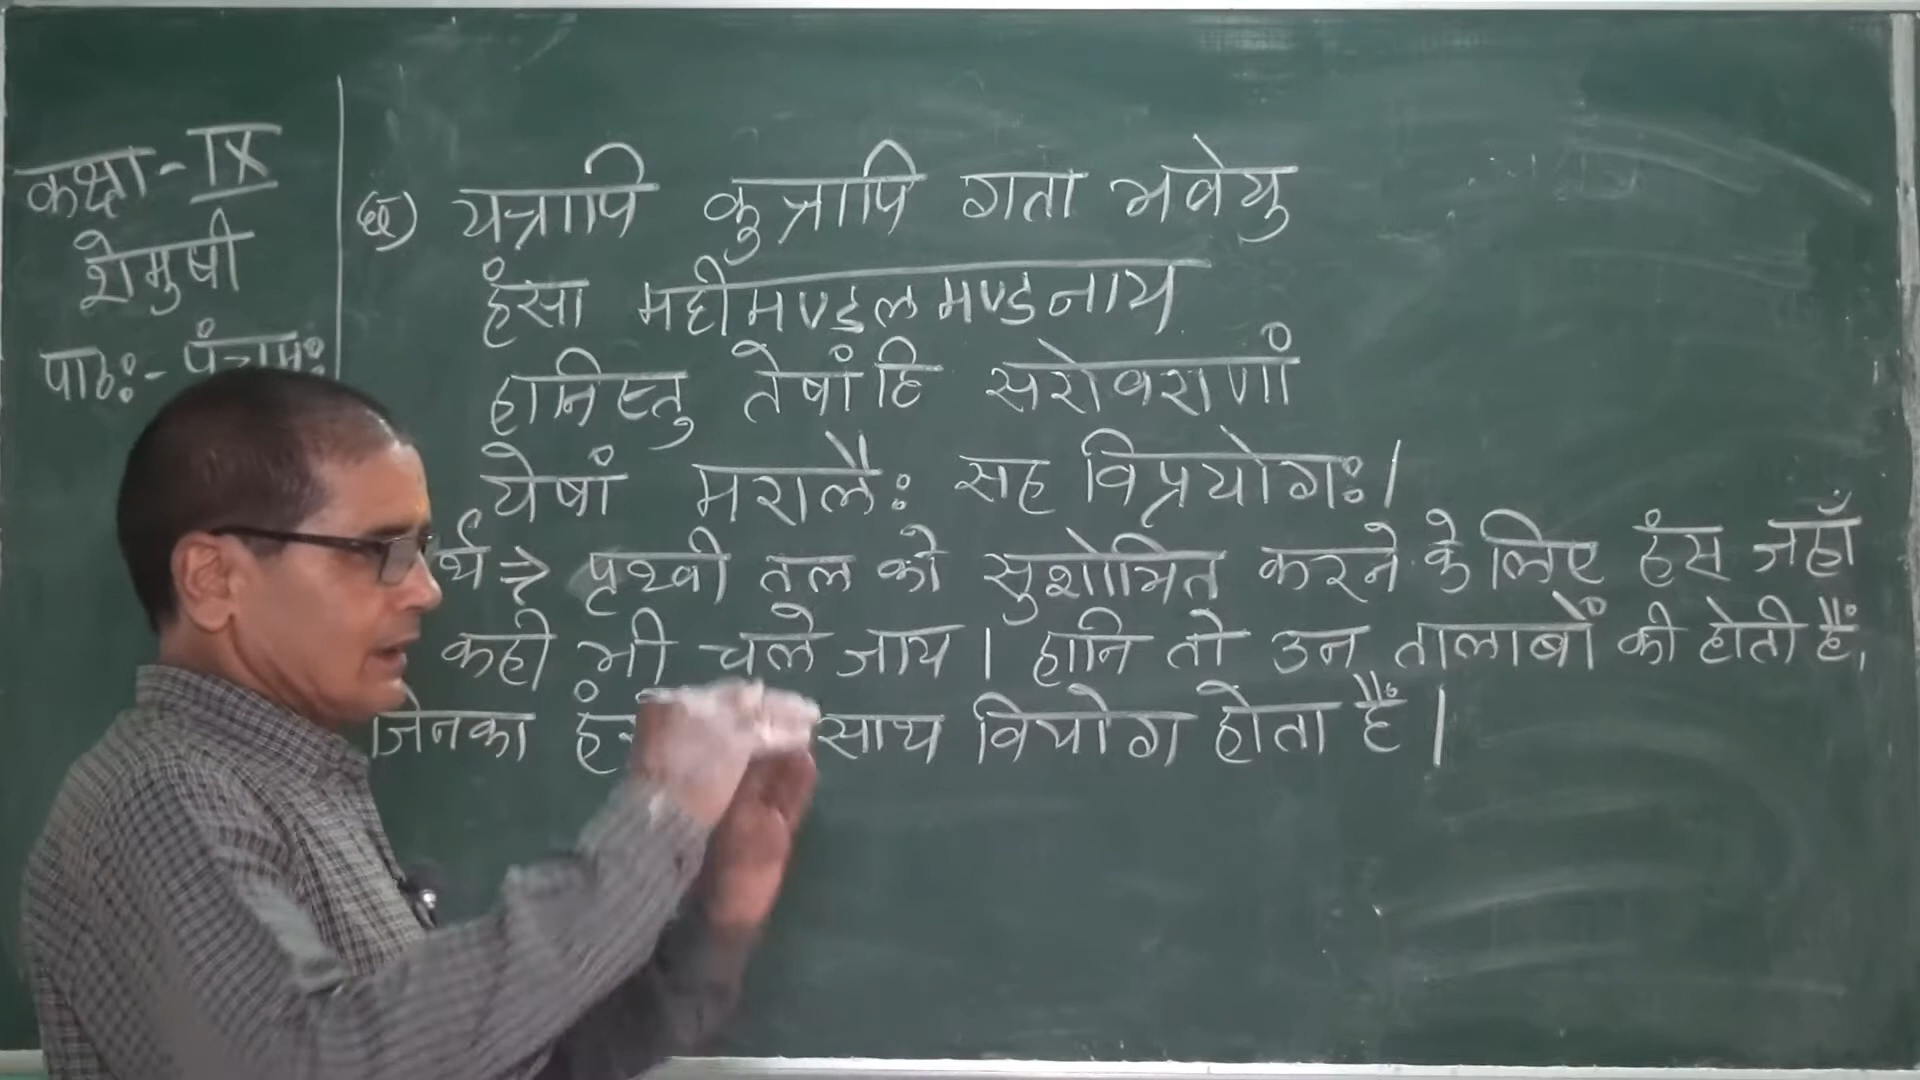 कक्षा - IX
शेमुषी
पाठः - पंचमः
(छ) यत्रापि कुत्रापि गता भवेयु
हंसा महीमण्डलमण्डनाय
हानिस्तु तेषां हि सरोवराणां
येषां मरालैः सह विप्रयोगः।
र्थ ⇒ पृथ्वी तल को सुशोभित करने के लिए हंस जहाँ
कही भी चले जाय । हानि तो उन तालाबों की होती हैं,
जिनका साथ वियोग होता हैं ।